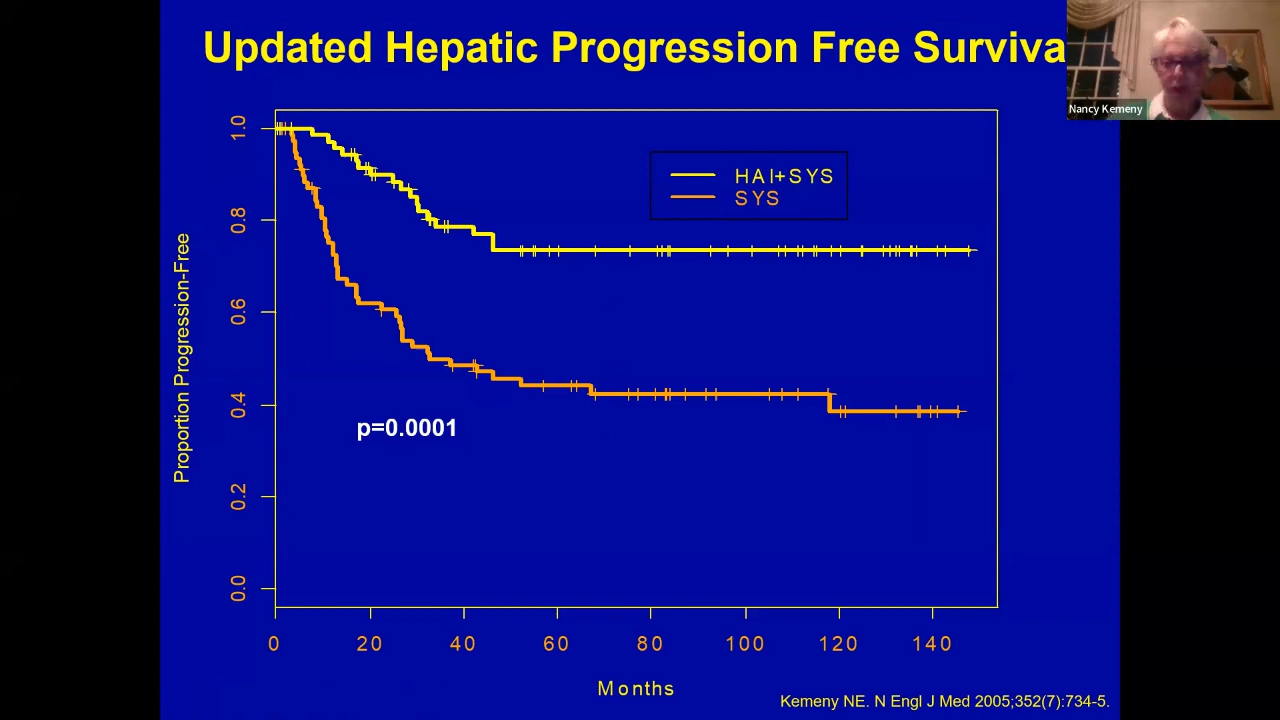 Updated Hepatic Progression Free Surviva
Nancy Kemeny
HAI+SYS
SYS
Proportion Progression-Free
1.0
0.8
0.6
0.4
0.2
0.0
p=0.0001
0 20 40 60 80 100 120 140
Months
Kemeny NE. N Engl J Med 2005;352(7):734-5.